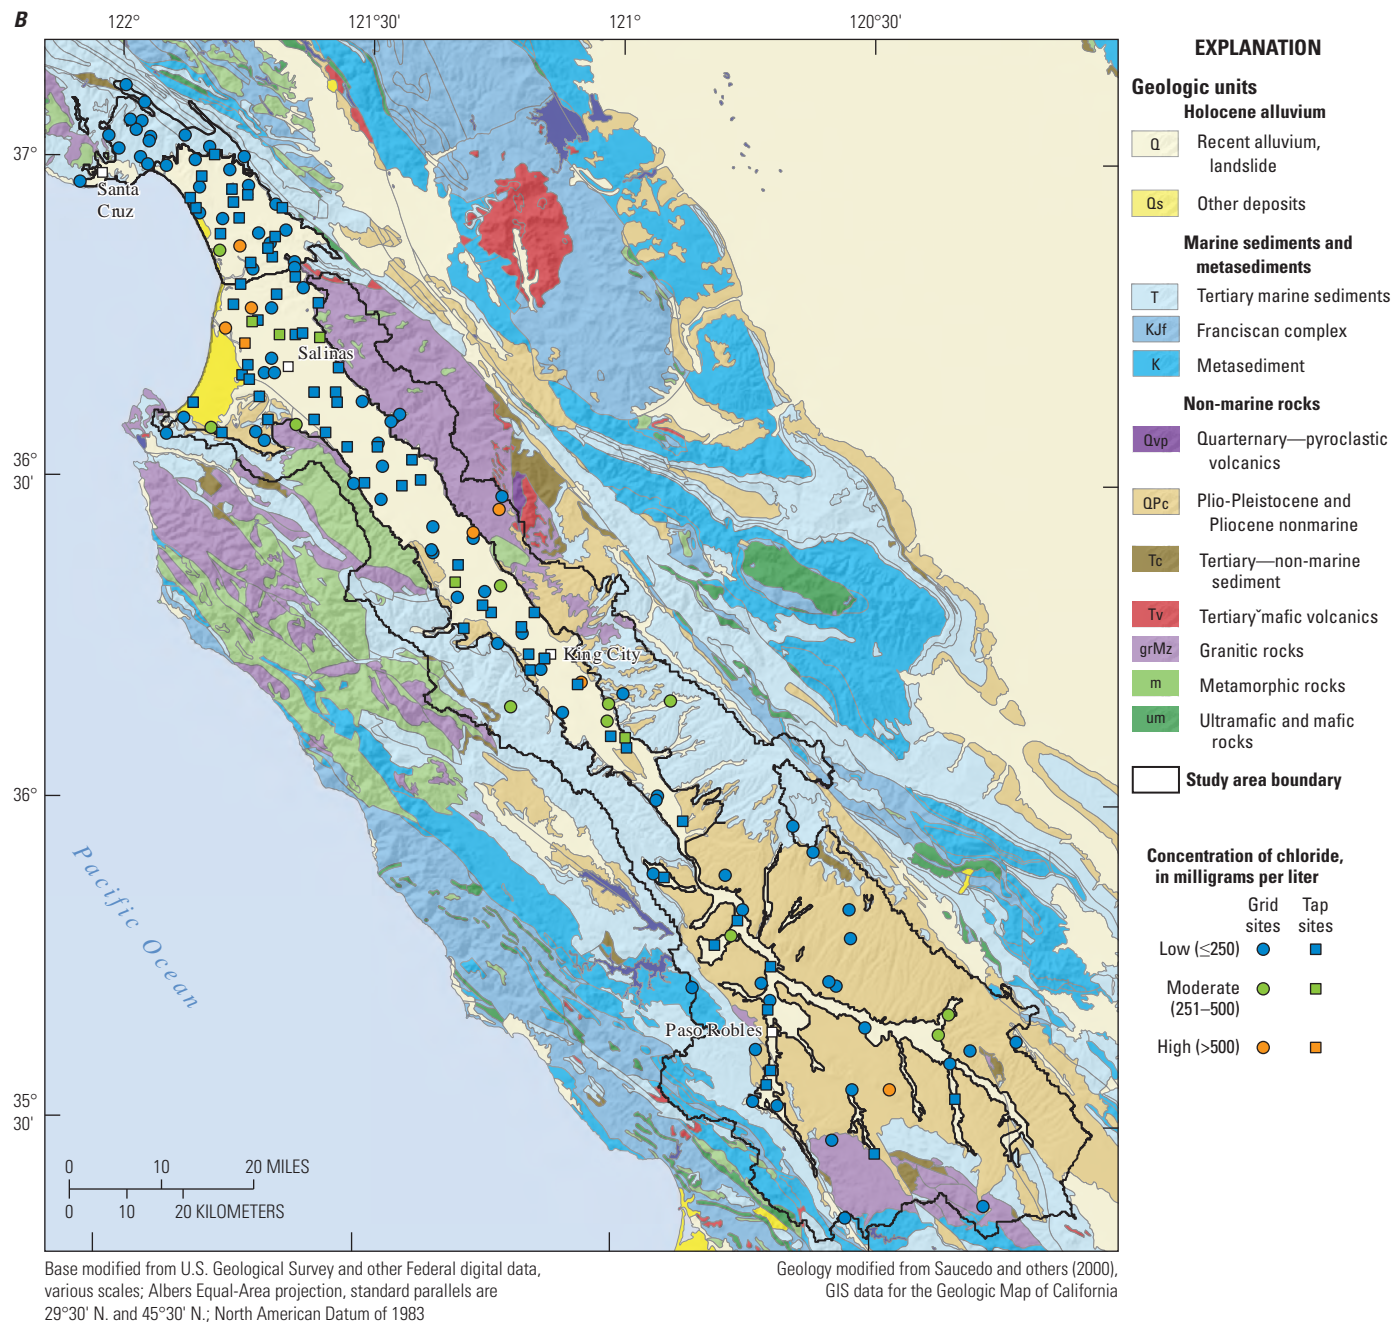 B
122°
121°30'
121°
120°30'
37°
36°
30'
36°
35°
30'
Santa
Cruz
Salinas
King City
Paso Robles
Pacific Ocean
0 10 20 MILES
0 10 20 KILOMETERS
Base modified from U.S. Geological Survey and other Federal digital data,
various scales; Albers Equal-Area projection, standard parallels are
29°30' N. and 45°30' N.; North American Datum of 1983
Geology modified from Saucedo and others (2000),
GIS data for the Geologic Map of California
EXPLANATION
Geologic units
Holocene alluvium
Q Recent alluvium,
landslide
Qs Other deposits
Marine sediments and
metasediments
T Tertiary marine sediments
KJf Franciscan complex
K Metasediment
Non-marine rocks
Qvp Quarternary—pyroclastic
volcanics
QPc Plio-Pleistocene and
Pliocene nonmarine
Tc Tertiary—non-marine
sediment
Tv Tertiaryˇmafic volcanics
grMz Granitic rocks
m Metamorphic rocks
um Ultramafic and mafic
rocks
Study area boundary
Concentration of chloride,
in milligrams per liter
Grid Tap
sites sites
Low (≤250)
Moderate
(251–500)
High (>500)